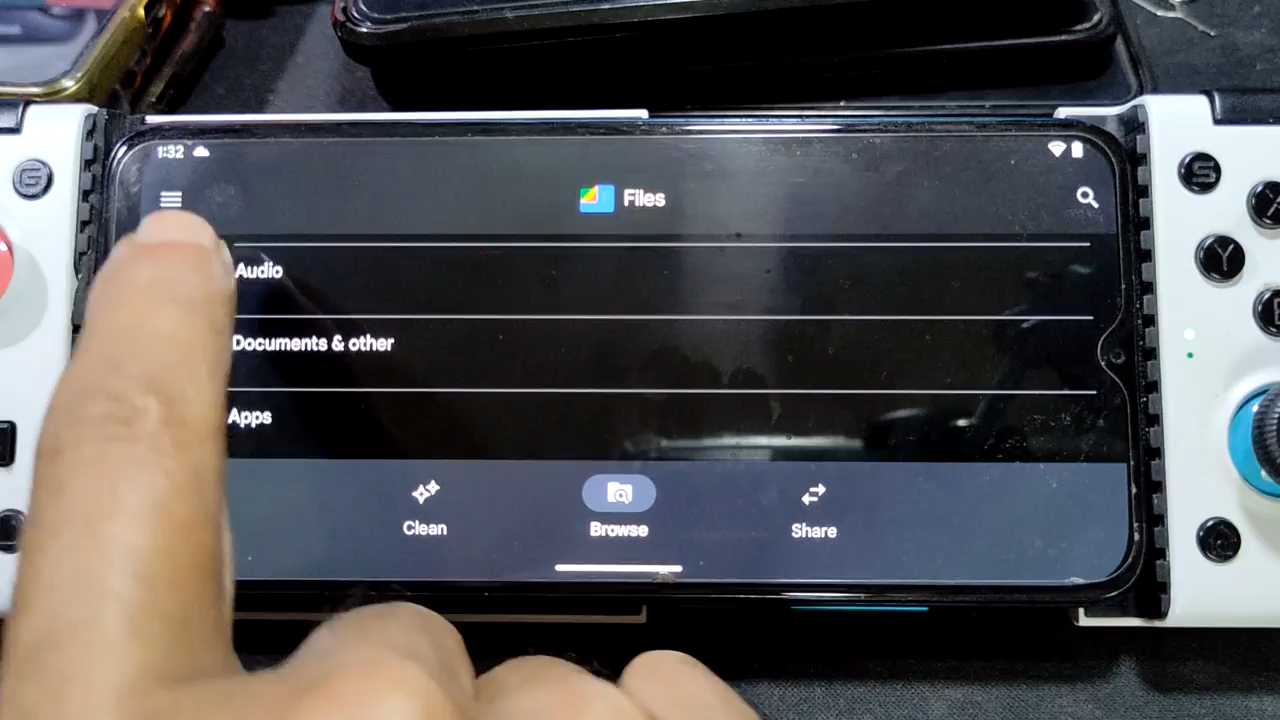 1:32
Files
Audio
Documents & other
Apps
Clean
Browse
Share
G
S
X
Y